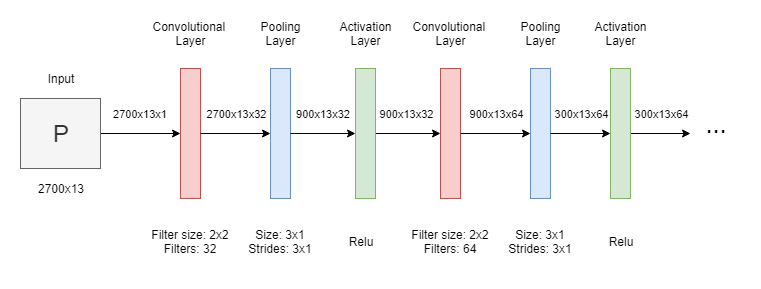 Convolutional
Layer
Pooling
Layer
Activation
Layer
Convolutional
Layer
Pooling
Layer
Activation
Layer
Input
P
2700x13
2700x13x1
2700x13x32
900x13x32
900x13x32
900x13x64
300x13x64
300x13x64
...
Filter size: 2x2
Filters: 32
Size: 3x1
Strides: 3x1
Relu
Filter size: 2x2
Filters: 64
Size: 3x1
Strides: 3x1
Relu